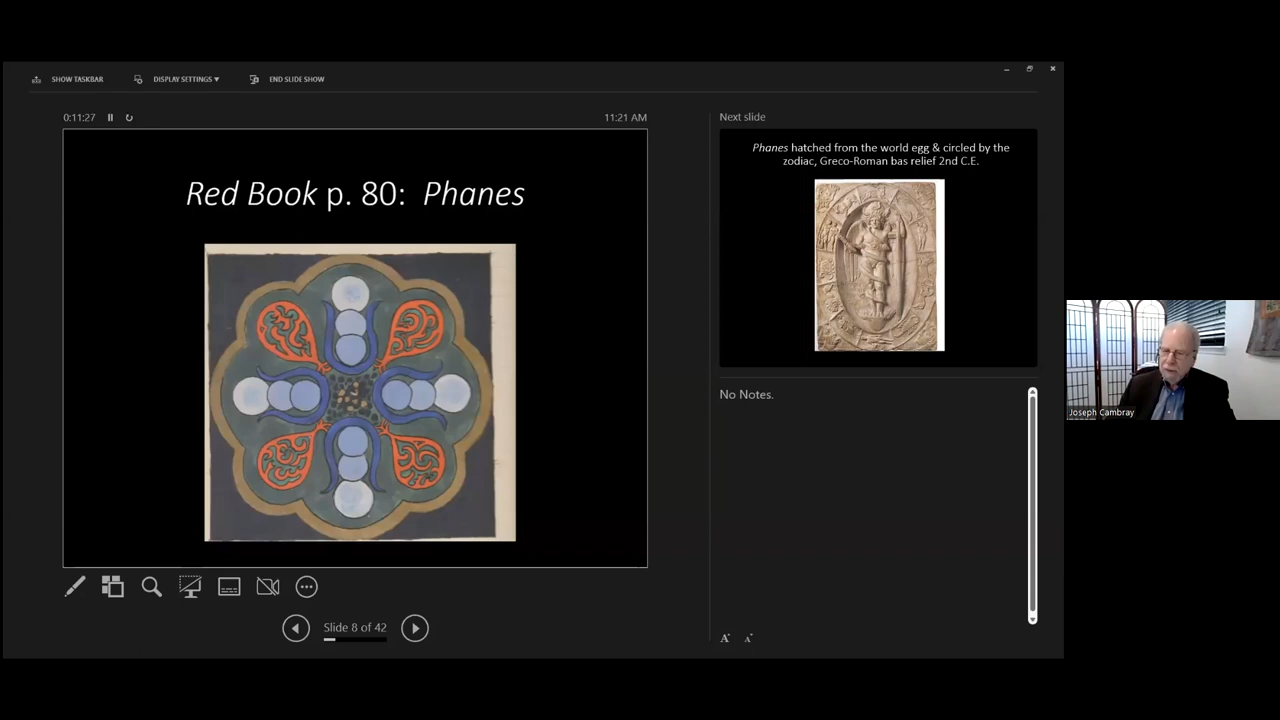 SHOW TASKBAR
DISPLAY SETTINGS ▼
END SLIDE SHOW
0:11:27
11:21 AM
Red Book p. 80: Phanes
Next slide
Phanes hatched from the world egg & circled by the
zodiac, Greco-Roman bas relief 2nd C.E.
No Notes.
Joseph Cambray
Slide 8 of 42
A
A